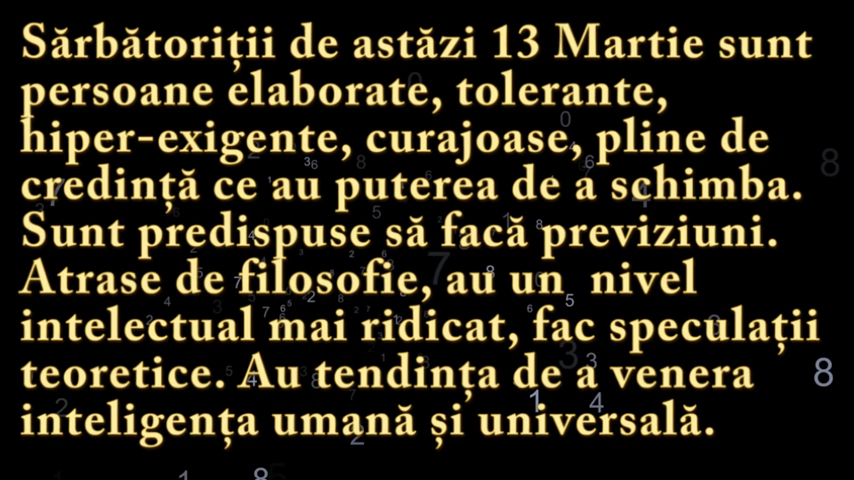 Sărbătoriții de astăzi 13 Martie sunt
persoane elaborate, tolerante,
hiper-exigente, curajoase, pline de
credință ce au puterea de a schimba.
Sunt predispuse să facă previziuni.
Atrase de filosofie, au un nivel
intelectual mai ridicat, fac speculații
teoretice. Au tendința de a venera
inteligența umană și universală.